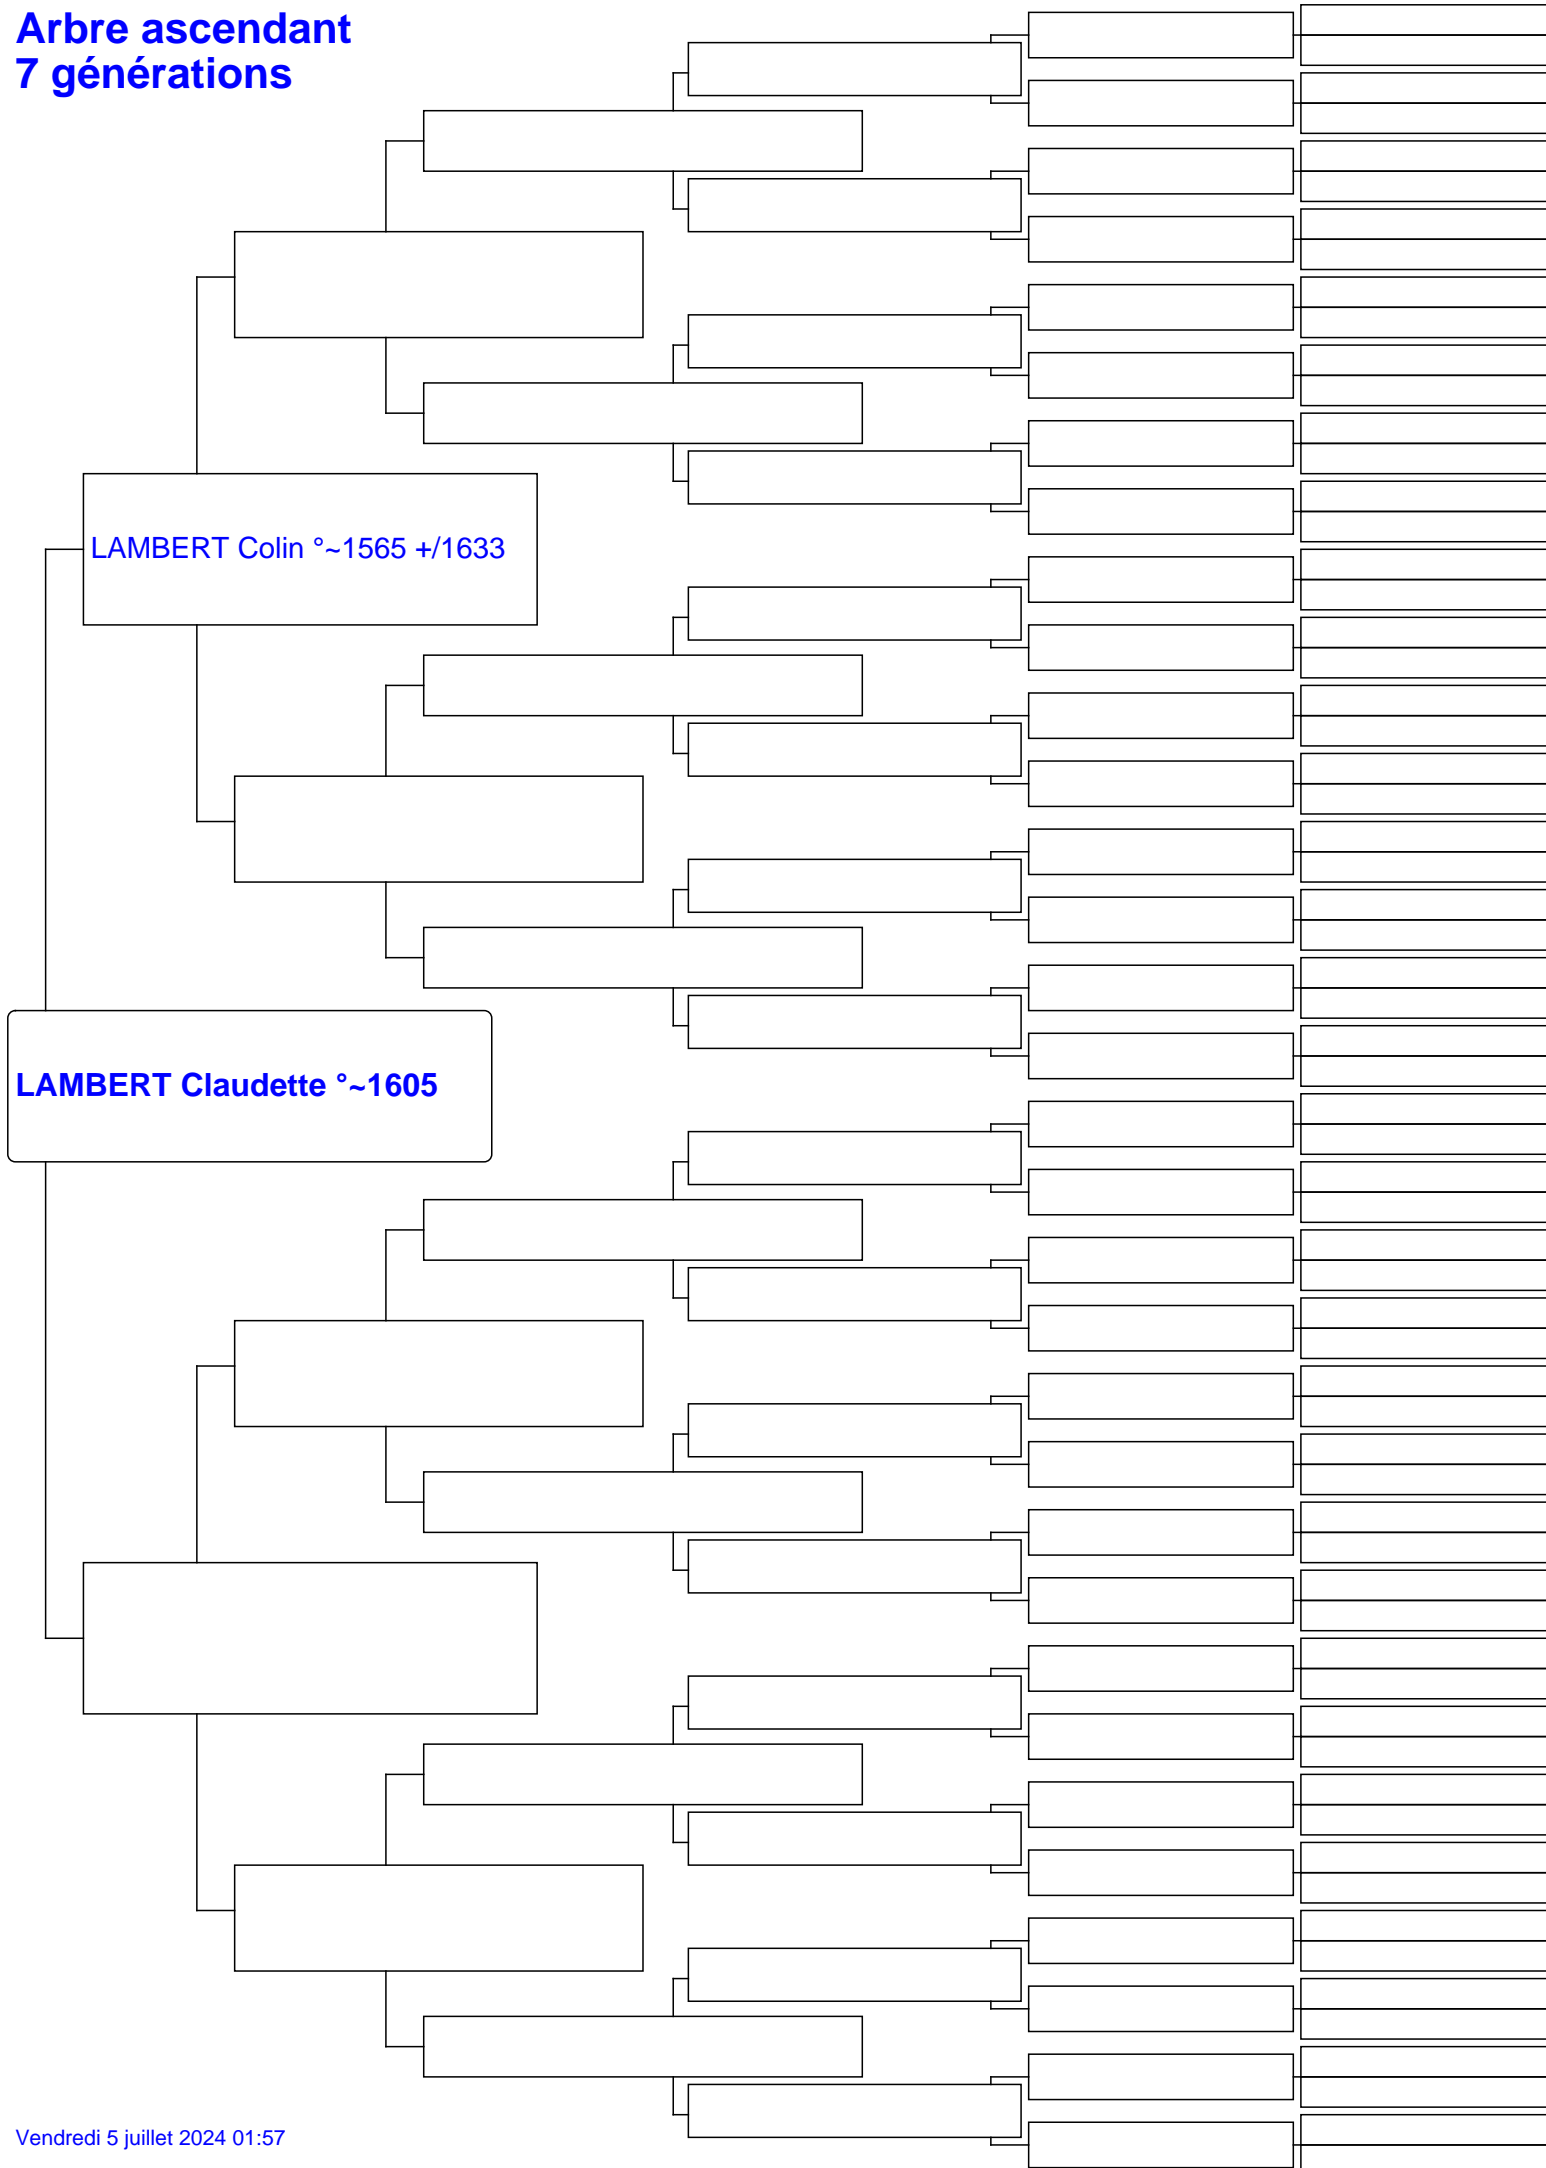 Arbre ascendant
7 générations
LAMBERT Colin °~1565 +/1633
LAMBERT Claudette °~1605
Vendredi 5 juillet 2024 01:57